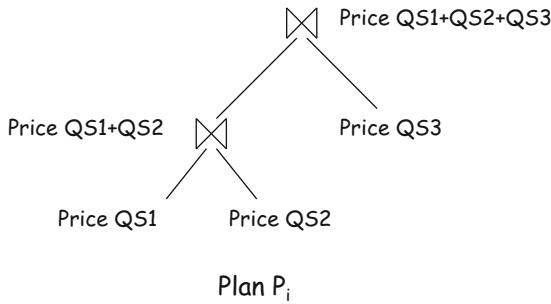 Price QS1+QS2+QS3
Price QS1+QS2
Price QS3
Price QS1
Price QS2
Plan Pi